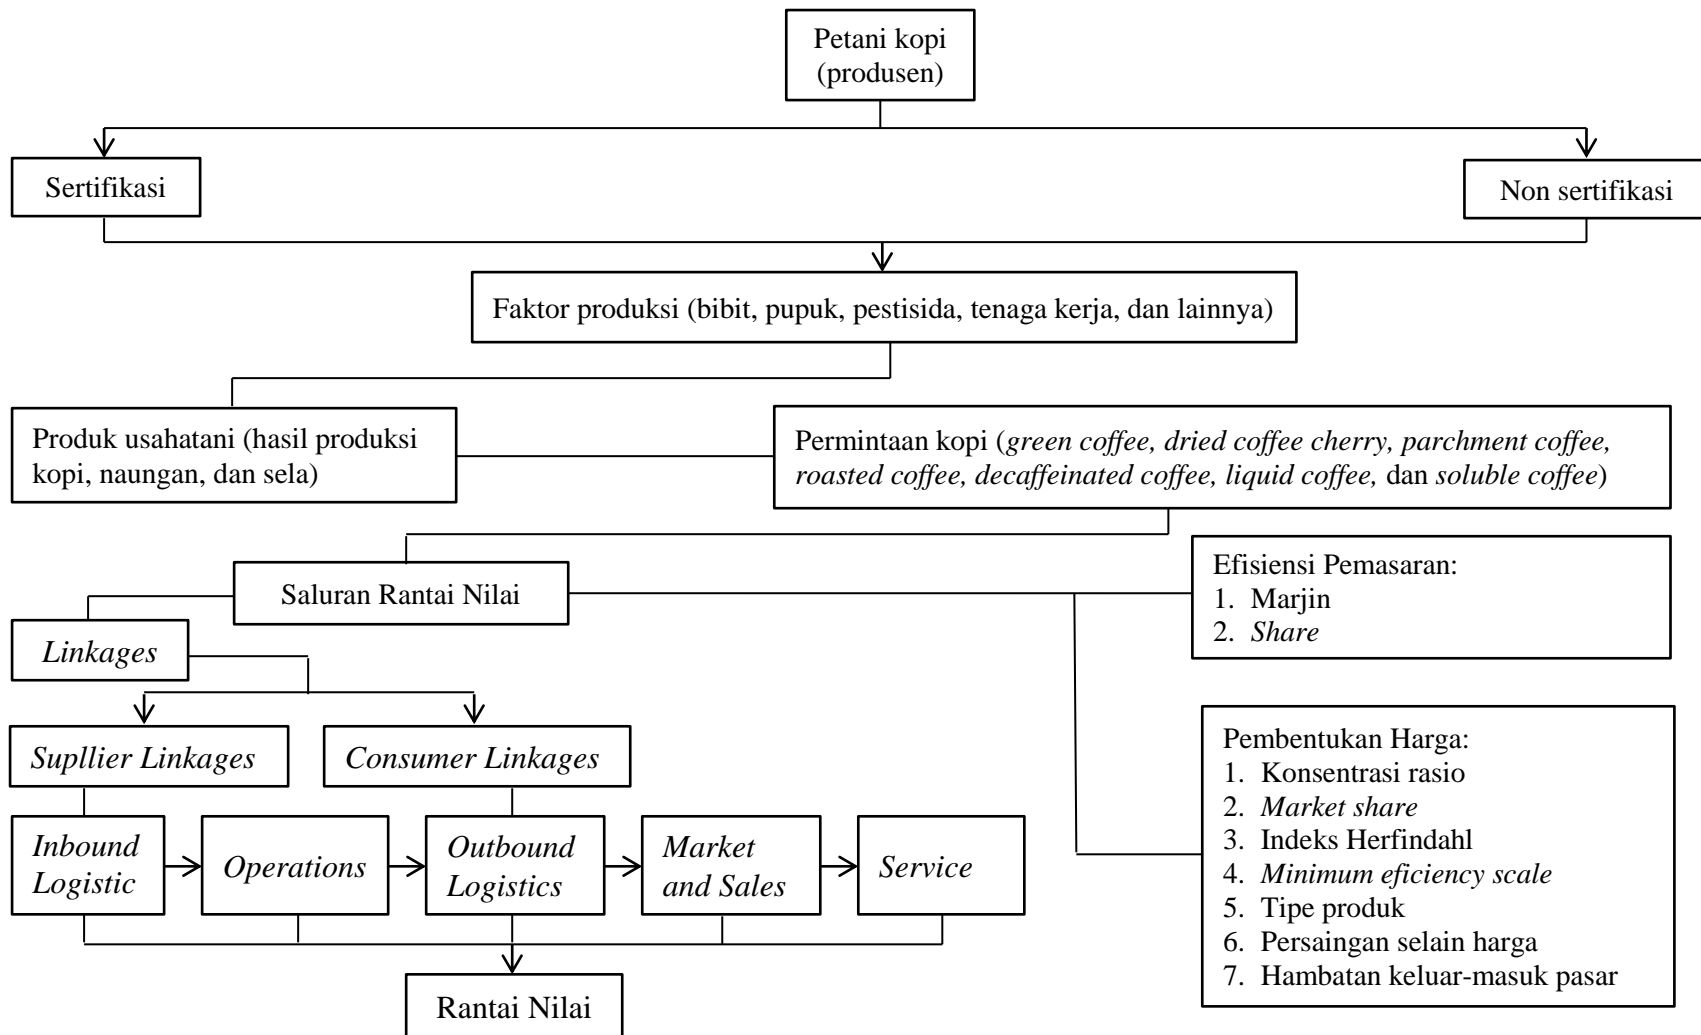 Petani kopi
(produsen)
Sertifikasi
Non sertifikasi
Faktor produksi (bibit, pupuk, pestisida, tenaga kerja, dan lainnya)
Produk usahatani (hasil produksi
kopi, naungan, dan sela)
Permintaan kopi (green coffee, dried coffee cherry, parchment coffee,
roasted coffee, decaffeinated coffee, liquid coffee, dan soluble coffee)
Saluran Rantai Nilai
Efisiensi Pemasaran:
1. Marjin
2. Share
Linkages
Supllier Linkages
Consumer Linkages
Pembentukan Harga:
1. Konsentrasi rasio
2. Market share
3. Indeks Herfindahl
4. Minimum eficiency scale
5. Tipe produk
6. Persaingan selain harga
7. Hambatan keluar-masuk pasar
Inbound
Logistic
Operations
Outbound
Logistics
Market
and Sales
Service
Rantai Nilai